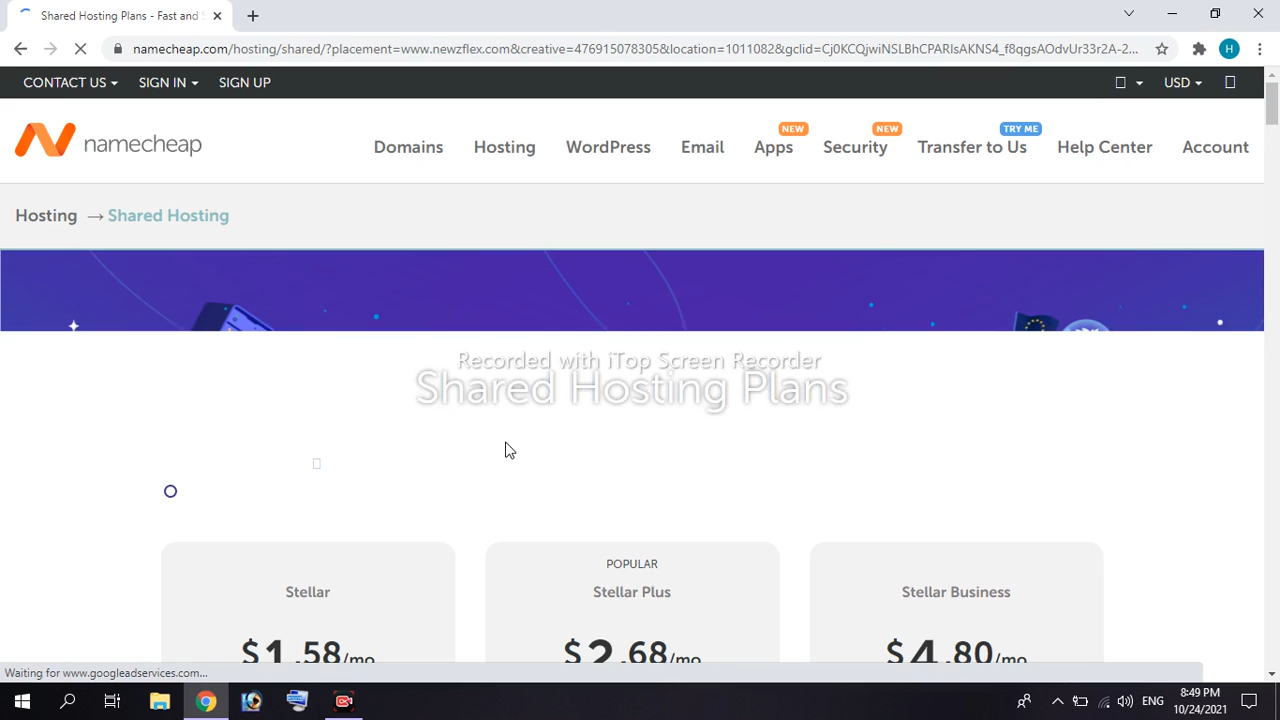 Shared Hosting Plans - Fast and S
namecheap.com/hosting/shared/?placement=www.newzflex.com&creative=476915078305&location=1011082&gclid=Cj0KCQjwiNSLBhCPARIsAKNS4_f8qgsAOdvUr33r2A-2...
H
CONTACT US SIGN IN SIGN UP USD
NEW NEW TRY ME
namecheap Domains Hosting WordPress Email Apps Security Transfer to Us Help Center Account
Hosting → Shared Hosting
Recorded with iTop Screen Recorder
Shared Hosting Plans
POPULAR
Stellar Stellar Plus Stellar Business
$1.58/mo $2.68/mo $4.80/mo
Waiting for www.googleadservices.com...
ENG
8:49 PM
10/24/2021